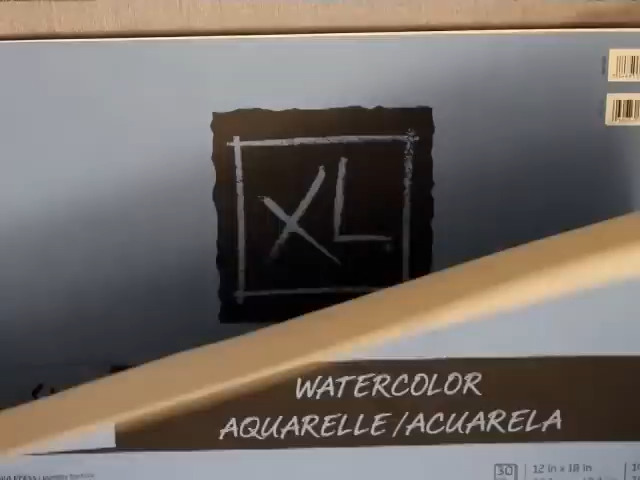 XL
WATERCOLOR
AQUARELLE/ACUARELA
30
12 in x 18 in